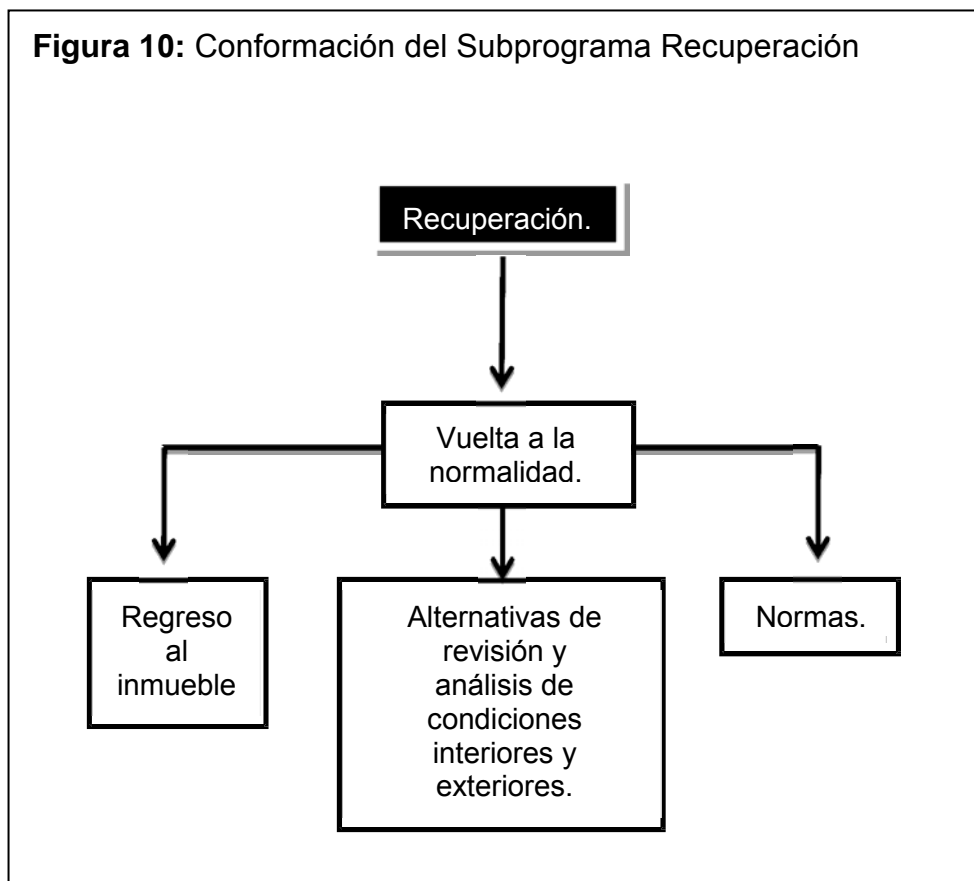 Figura 10: Conformación del Subprograma Recuperación
Recuperación.
Vuelta a la
normalidad.
Regreso
al
inmueble
Alternativas de
revisión y
análisis de
condiciones
interiores y
exteriores.
Normas.